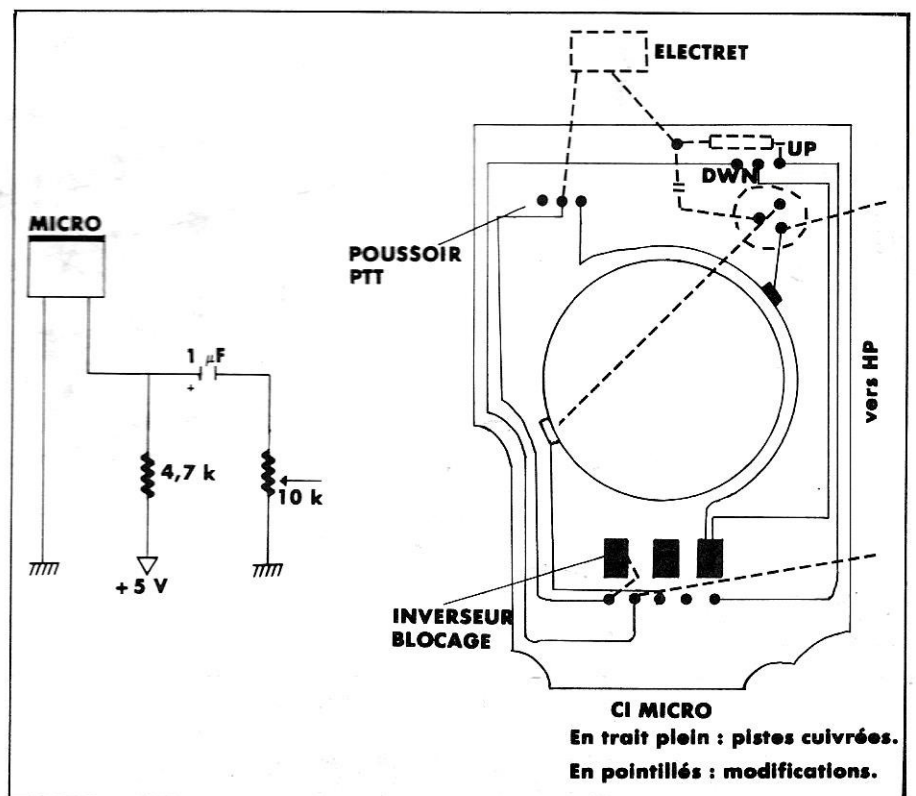 ELECTRET
UP
DWN
MICRO
POUSSOIR
PTT
1 µF
+
vers HP
4,7 k
10 k
+5 V
INVERSEUR
BLOCAGE
CI MICRO
En trait plein : pistes cuivrées.
En pointillés : modifications.